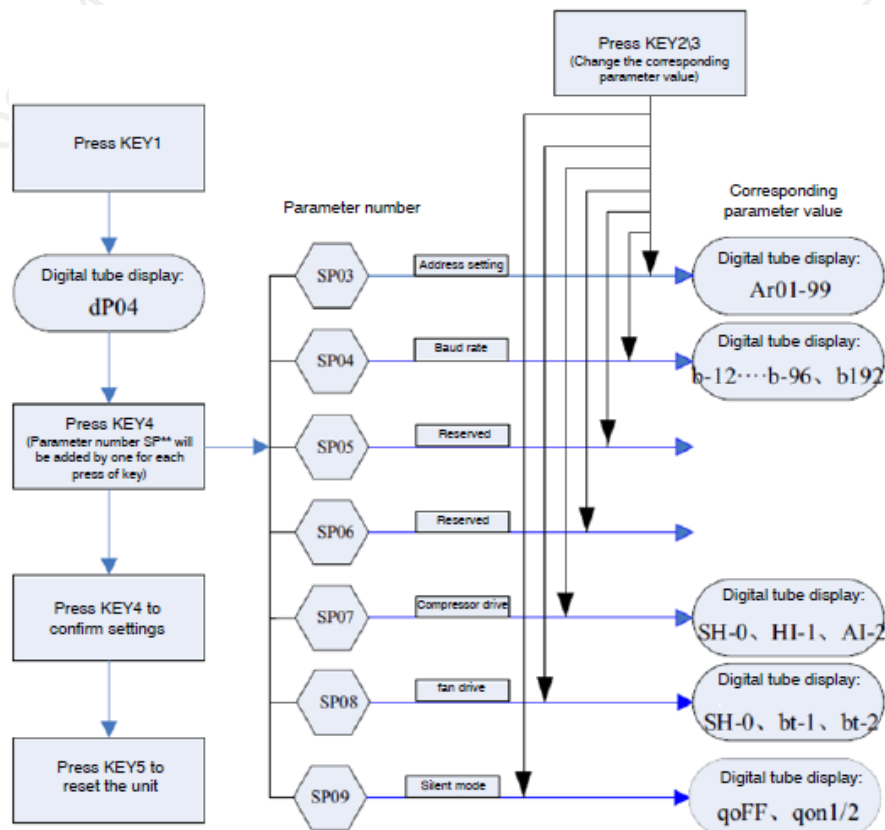 Press KEY2\3
(Change the corresponding
parameter value)
Press KEY1
Parameter number
Corresponding
parameter value
Digital tube display:
dP04
SP03
Address setting
Digital tube display:
Ar01-99
SP04
Baud rate
Digital tube display:
b-12····b-96、b192
Press KEY4
(Parameter number SP** will
be added by one for each
press of key)
SP05
Reserved
SP06
Reserved
Press KEY4 to
confirm settings
SP07
Compressor drive
Digital tube display:
SH-0、HI-1、AI-2
SP08
fan drive
Digital tube display:
SH-0、bt-1、bt-2
Press KEY5 to
reset the unit
SP09
Silent mode
Digital tube display:
qoFF、qon1/2